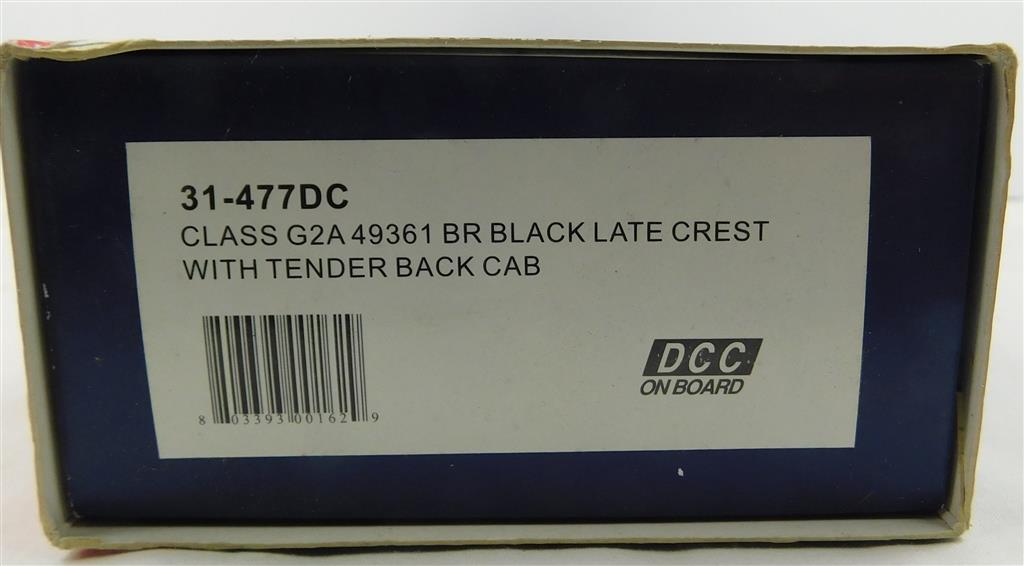 31-477DC
CLASS G2A 49361 BR BLACK LATE CREST
WITH TENDER BACK CAB
DCC
ON BOARD
8 03393 00162 9